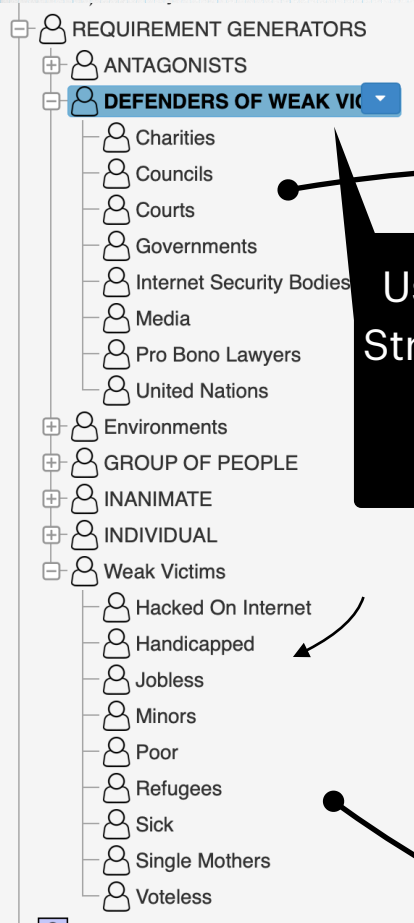 REQUIREMENT GENERATORS
ANTAGONISTS
DEFENDERS OF WEAK
Charities
Councils
Courts
Governments
Internet Security Bodies
Media
Pro Bono Lawyers
United Nations
Environments
GROUP OF PEOPLE
INANIMATE
INDIVIDUAL
Weak Victims
Hacked On Internet
Handicapped
Jobless
Minors
Poor
Refugees
Sick
Single Mothers
Voteless